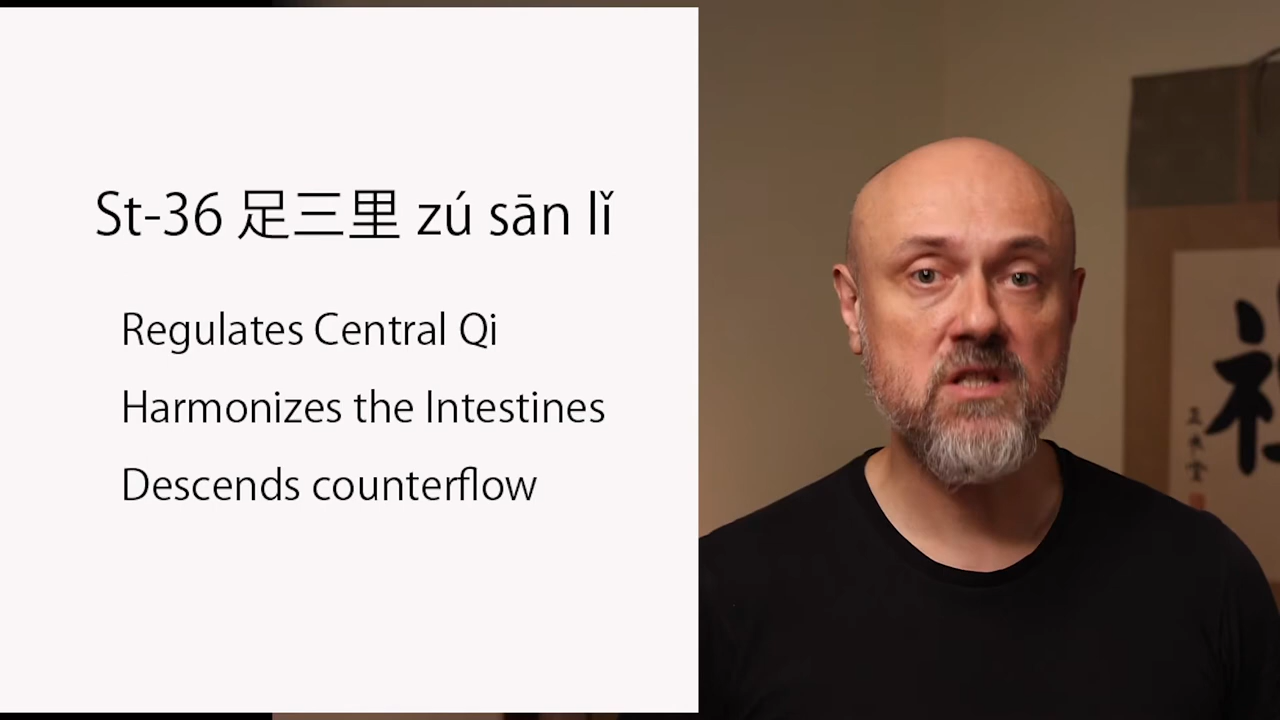 St-36 足三里 zú sān lǐ
Regulates Central Qi
Harmonizes the Intestines
Descends counterflow